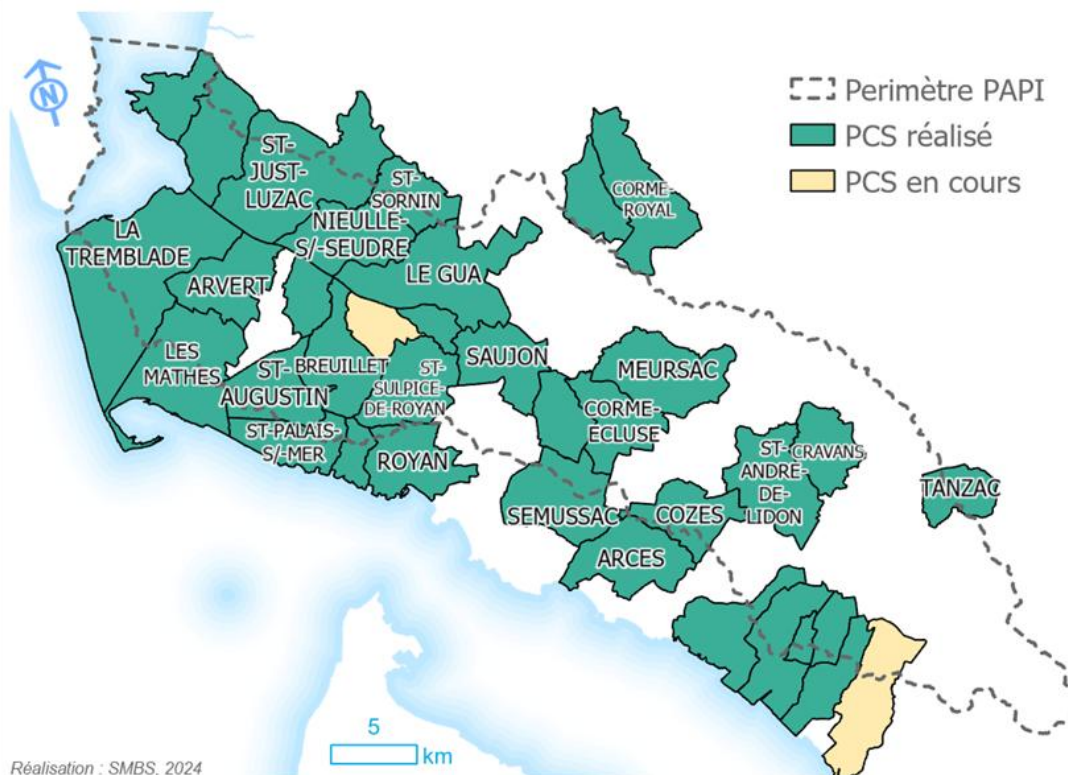 N
Perimètre PAPI
PCS réalisé
PCS en cours
ST-
JUST-
LUZAC
ST-
SORNIN
CORME-
ROYAL
NIEULLE-
S/-SEUDRE
LA
TREMBLADE
LE GUA
ARVERT
LES
MATHES
ST-
AUGUSTIN
BREUILLET
ST-
SULPICE-
DE-ROYAN
SAUJON
MEURSAC
CORME-
ECLUSE
ST-PALAIS-
S/-MER
ROYAN
ST-
ANDRE-
DE-
LIDON
CRAVANS
TANZAC
SEMUSSAC
COZES
ARCES
5
km
Réalisation : SMBS, 2024